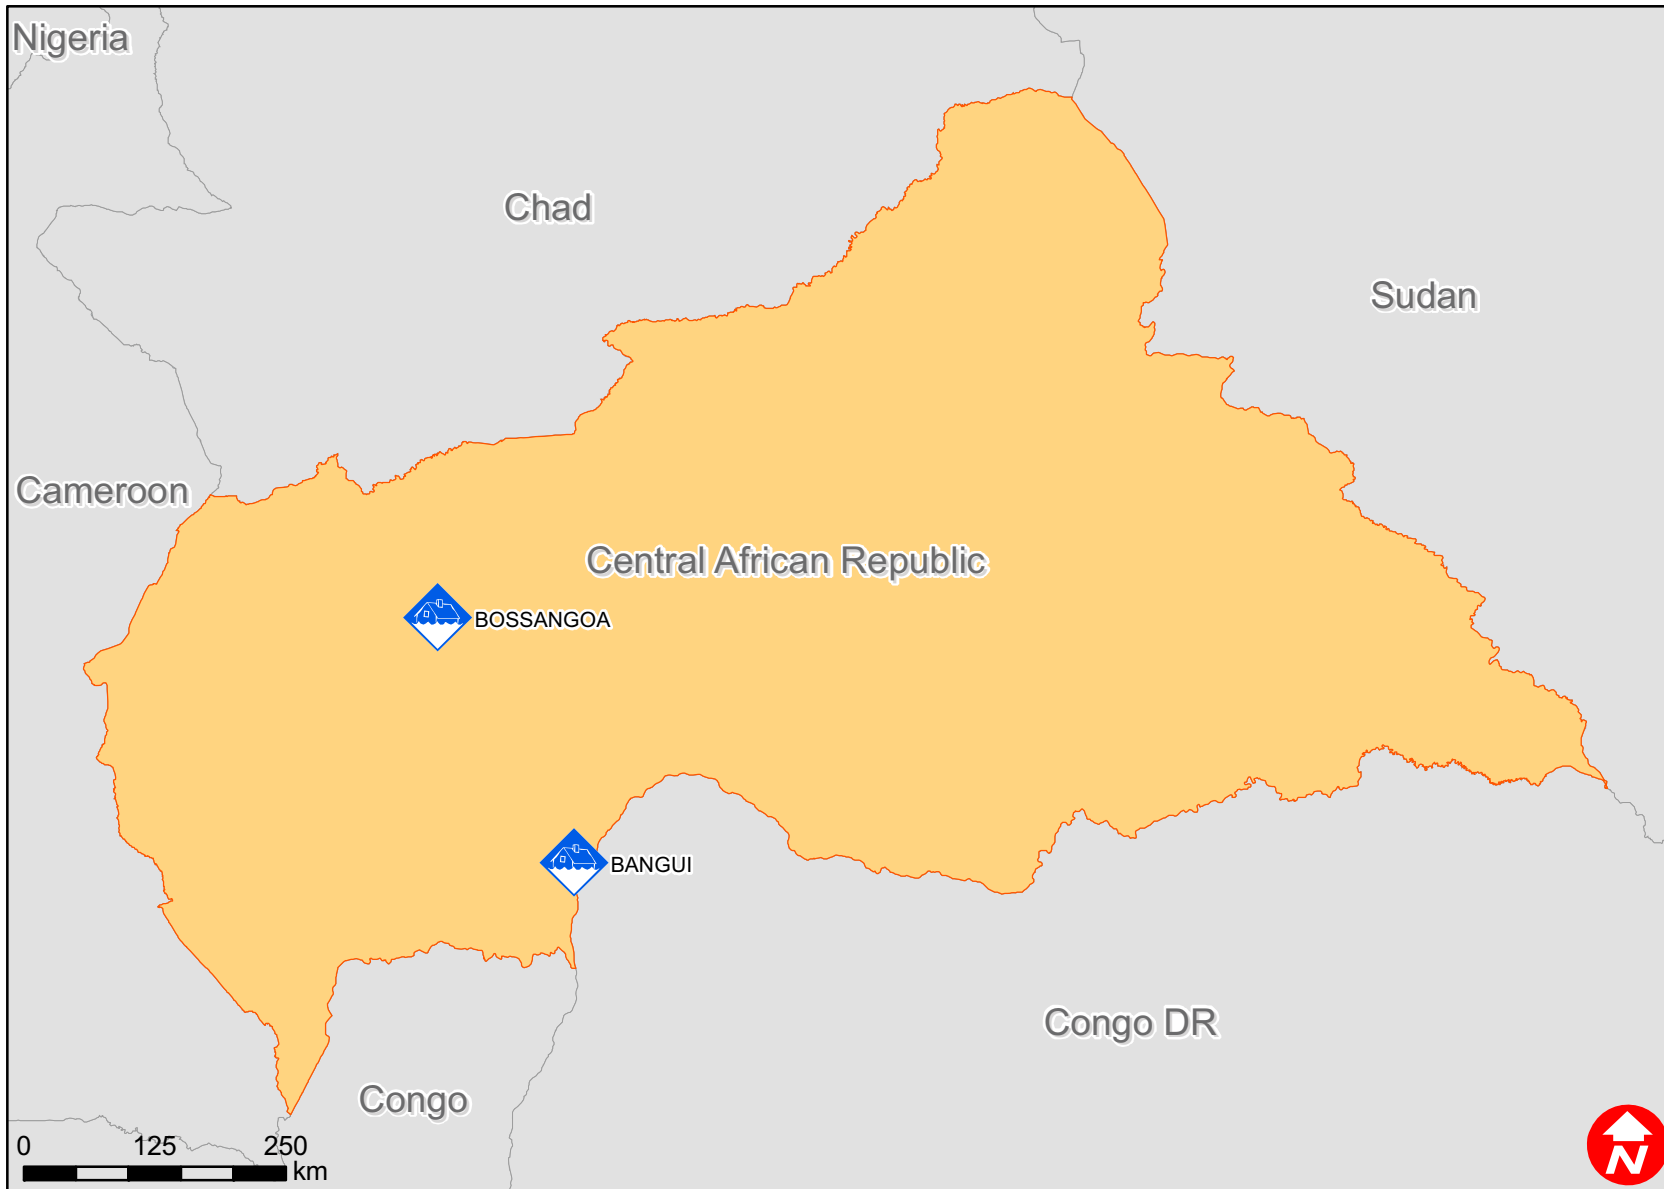 Nigeria
Chad
Sudan
Cameroon
Central African Republic
BOSSANGOA
BANGUI
Congo DR
Congo
0 125 250
km
N